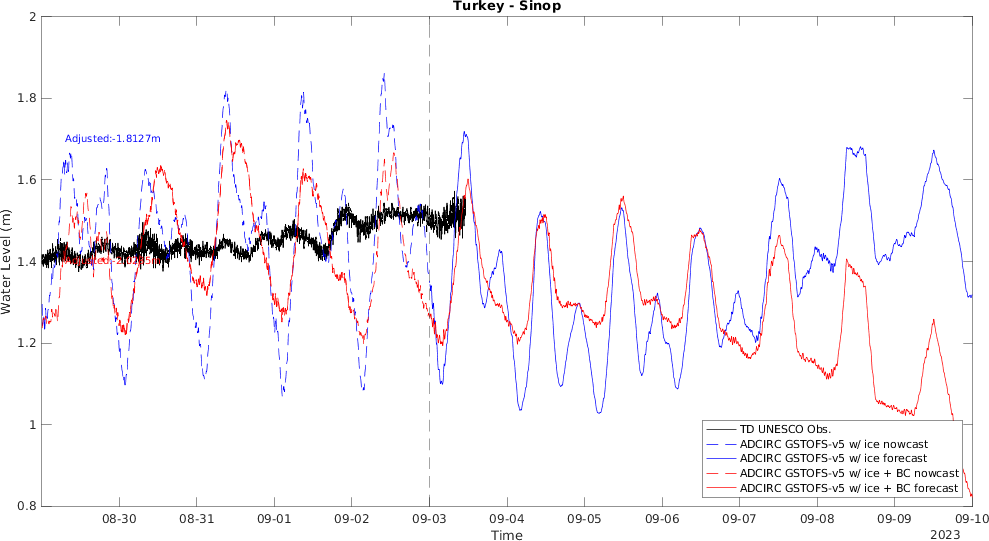 Turkey - Sinop
Water Level (m)
2
1.8
1.6
1.4
1.2
1
0.8
Adjusted:-1.8127m
TD UNESCO Obs.
ADCIRC GSTOFS-v5 w/ ice nowcast
ADCIRC GSTOFS-v5 w/ ice forecast
ADCIRC GSTOFS-v5 w/ ice + BC nowcast
ADCIRC GSTOFS-v5 w/ ice + BC forecast
08-30 08-31 09-01 09-02 09-03 09-04 09-05 09-06 09-07 09-08 09-09 09-10
Time
2023